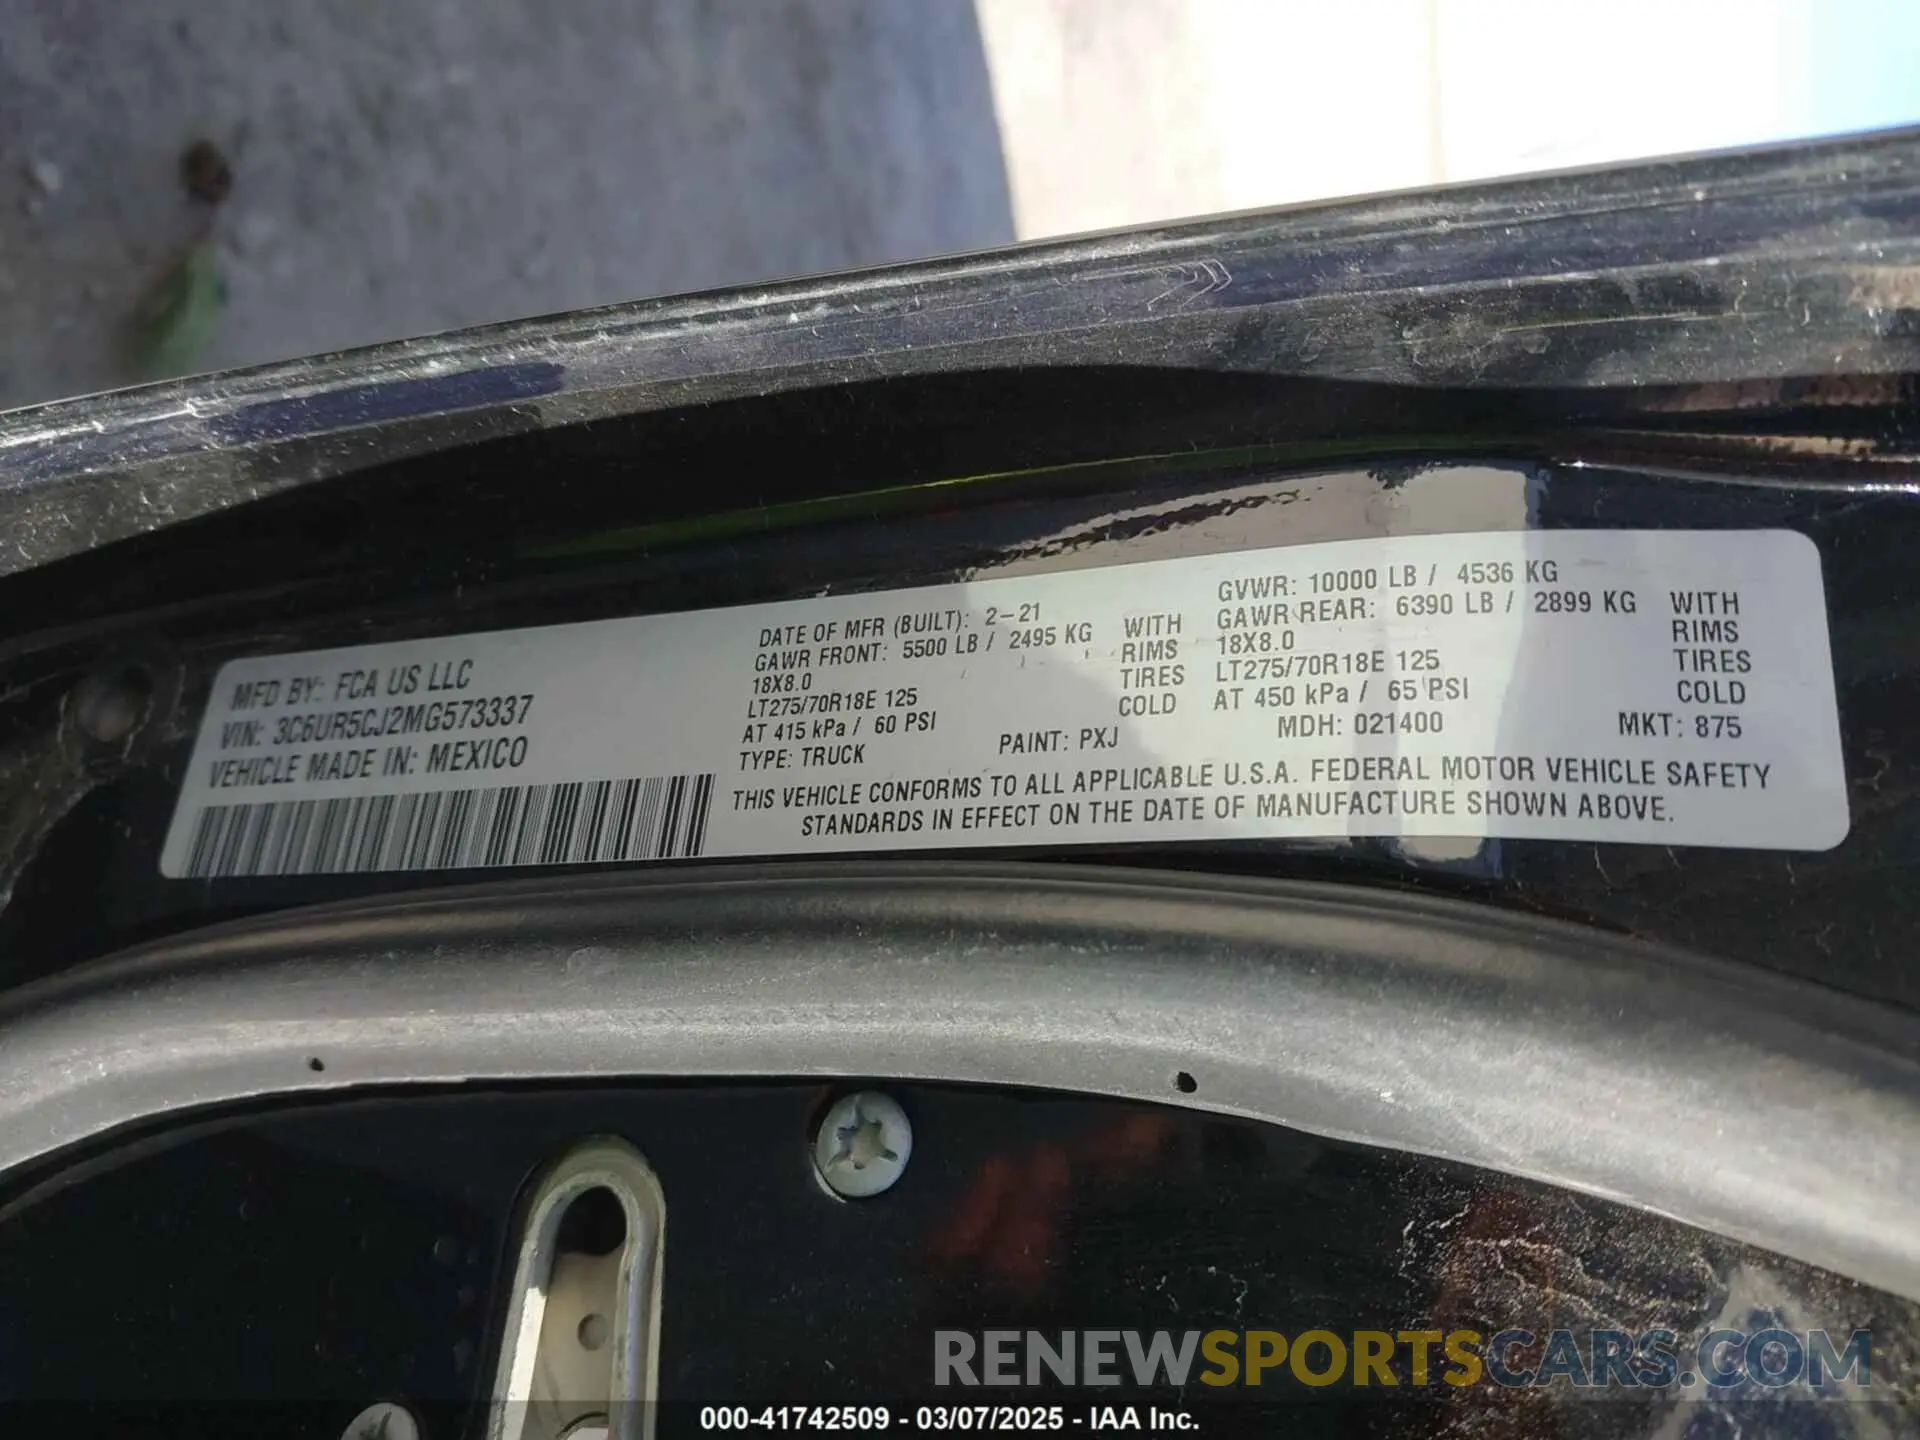 MFD BY: FCA US LLC
VIN: 3C6UR5CJ2MG573337
VEHICLE MADE IN: MEXICO
DATE OF MFR (BUILT): 2-21
GAWR FRONT: 5500 LB / 2495 KG WITH
18X8.0 RIMS
LT275/70R18E 125 TIRES
AT 415 kPa / 60 PSI COLD
TYPE: TRUCK PAINT: PXJ
GVWR: 10000 LB / 4536 KG
GAWR REAR: 6390 LB / 2899 KG WITH
18X8.0 RIMS
LT275/70R18E 125 TIRES
AT 450 kPa / 65 PSI COLD
MDH: 021400 MKT: 875
THIS VEHICLE CONFORMS TO ALL APPLICABLE U.S.A. FEDERAL MOTOR VEHICLE SAFETY
STANDARDS IN EFFECT ON THE DATE OF MANUFACTURE SHOWN ABOVE.
RENEWSPORTSCARS.COM
000-41742509 - 03/07/2025 - IAA Inc.